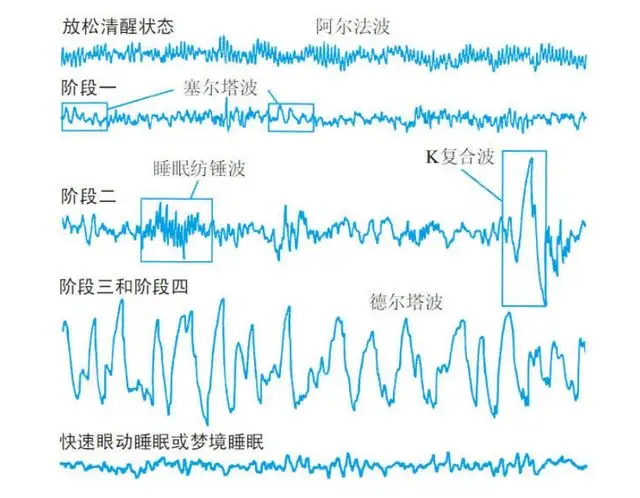 放松清醒状态
阿尔法波
阶段一
塞尔塔波
睡眠纺锤波
K复合波
阶段二
阶段三和阶段四
德尔塔波
快速眼动睡眠或梦境睡眠